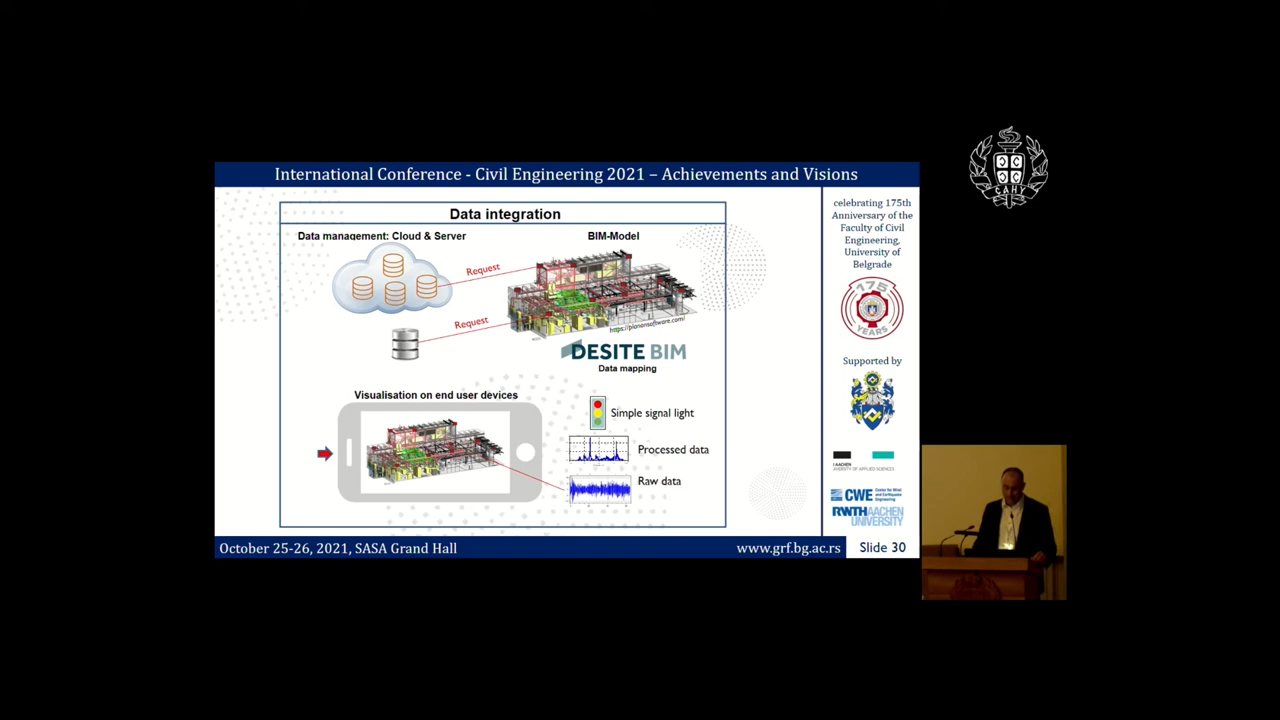 International Conference - Civil Engineering 2021 – Achievements and Visions
Data integration
Data management: Cloud & Server
BIM-Model
Request
Request
https://planensoftware.com/
DESITE BIM
Data mapping
Visualisation on end user devices
Simple signal light
Processed data
Raw data
celebrating 175th
Anniversary of the
Faculty of Civil
Engineering,
University of
Belgrade
175
YEARS
Supported by
AACHEN
UNIVERSITY OF APPLIED SCIENCES
CWE
Center for Wind
and Earthquake
Engineering
RWTHAACHEN
UNIVERSITY
October 25-26, 2021, SASA Grand Hall
www.grf.bg.ac.rs
Slide 30
САНУ